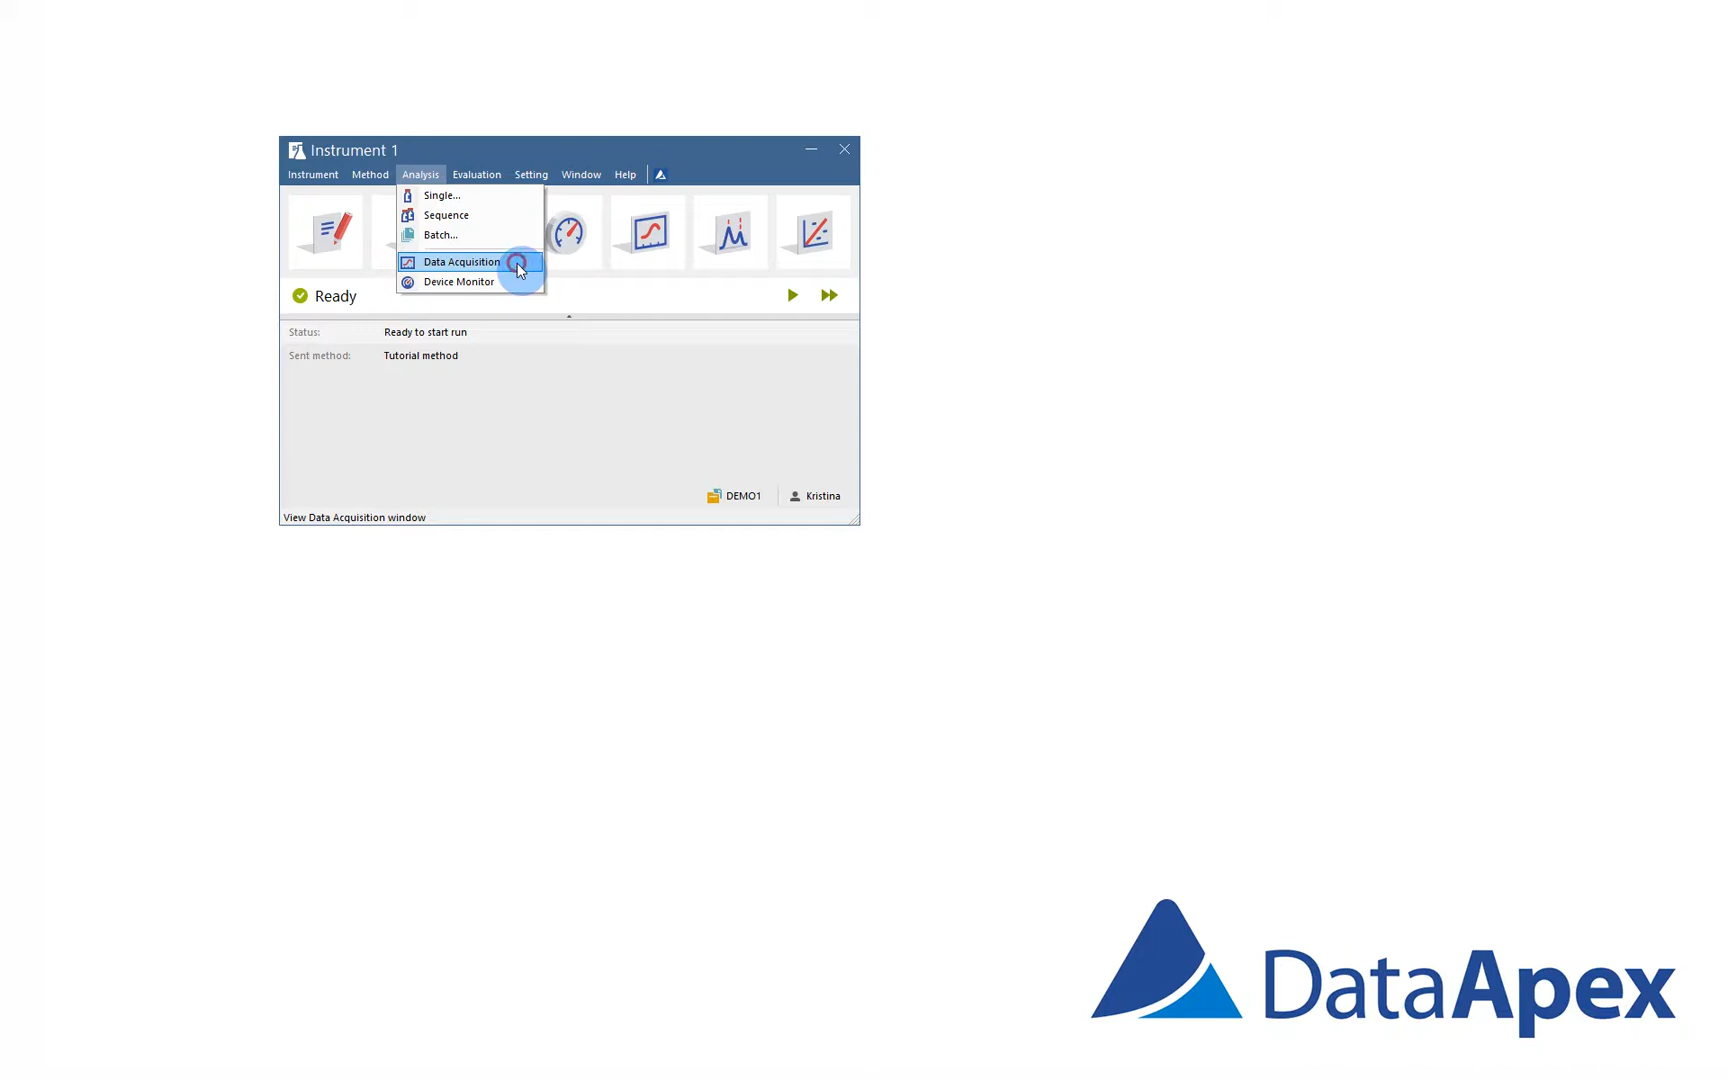 Instrument 1
Instrument Method Analysis Evaluation Setting Window Help
Single...
Sequence
Batch...
Data Acquisition
Device Monitor
Ready
Status: Ready to start run
Sent method: Tutorial method
DEMO1 Kristina
View Data Acquisition window
DataApex